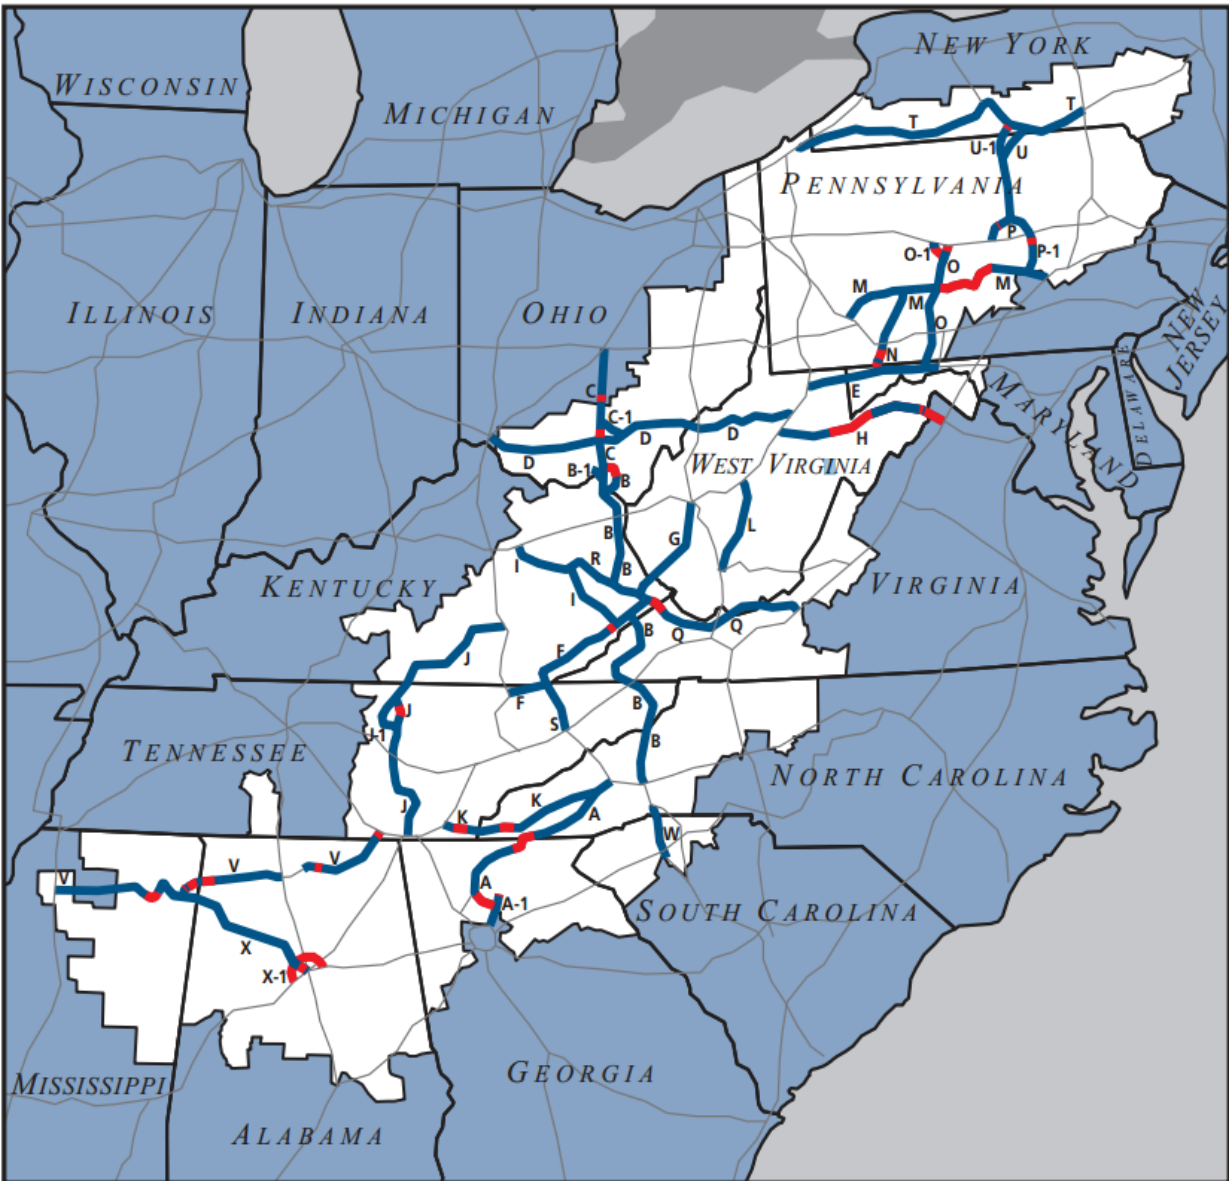 NEW YORK
WISCONSIN
MICHIGAN
T
T
U-1
U
PENNSYLVANIA
P
O-1
O
P-1
M
M
M
ILLINOIS
INDIANA
OHIO
O
NEW
JERSEY
N
DELAWARE
E
C
MARYLAND
C-1
D
D
D
H
C
B-1
B
WEST VIRGINIA
L
B
G
I
R
B
KENTUCKY
VIRGINIA
I
B
Q
Q
F
J
F
B
S
J
J-1
B
TENNESSEE
NORTH CAROLINA
J
K
K
A
W
V
V
V
A
A-1
SOUTH CAROLINA
X
X-1
GEORGIA
MISSISSIPPI
ALABAMA